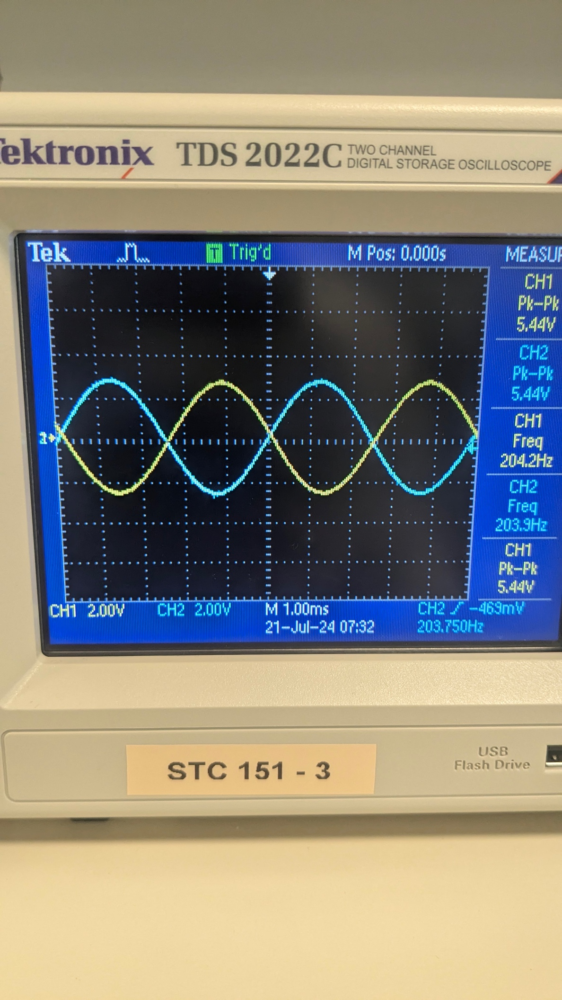 Tektronix TDS 2022C TWO CHANNEL
DIGITAL STORAGE OSCILLOSCOPE
Tek Trig'd M Pos: 0.000s MEASUR
CH1
Pk-Pk
5.44V
CH2
Pk-Pk
5.44V
CH1
Freq
204.2Hz
CH2
Freq
203.9Hz
CH1
Pk-Pk
5.44V
CH1 2.00V CH2 2.00V M 1.00ms CH2 -469mV
21-Jul-24 07:32 203.750Hz
STC 151 - 3
USB
Flash Drive